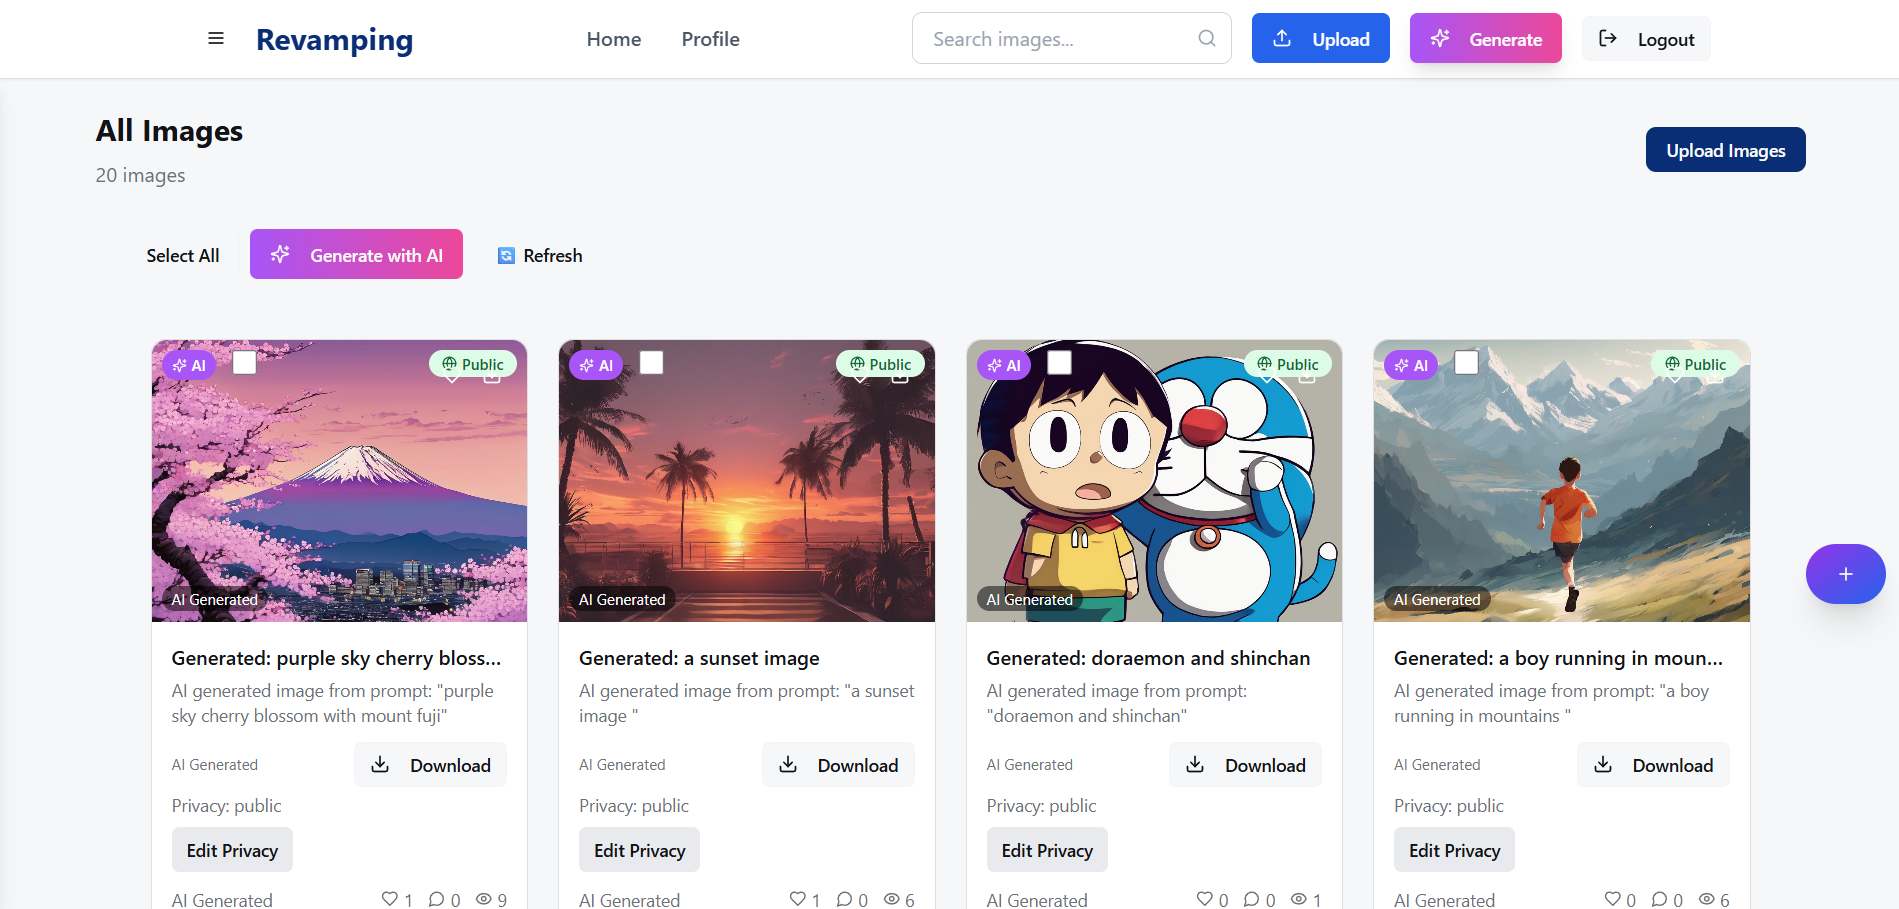 Revamping
Home
Profile
Search images...
Upload
Generate
Logout
All Images
20 images
Upload Images
Select All
Generate with AI
Refresh
AI
Public
AI Generated
Generated: purple sky cherry bloss...
AI generated image from prompt: "purple
sky cherry blossom with mount fuji"
AI Generated
Download
Privacy: public
Edit Privacy
AI Generated
1
0
9
AI
Public
AI Generated
Generated: a sunset image
AI generated image from prompt: "a sunset
image "
AI Generated
Download
Privacy: public
Edit Privacy
AI Generated
1
0
6
AI
Public
AI Generated
Generated: doraemon and shinchan
AI generated image from prompt:
"doraemon and shinchan"
AI Generated
Download
Privacy: public
Edit Privacy
AI Generated
0
0
1
AI
Public
AI Generated
Generated: a boy running in moun...
AI generated image from prompt: "a boy
running in mountains "
AI Generated
Download
Privacy: public
Edit Privacy
AI Generated
0
0
6
+